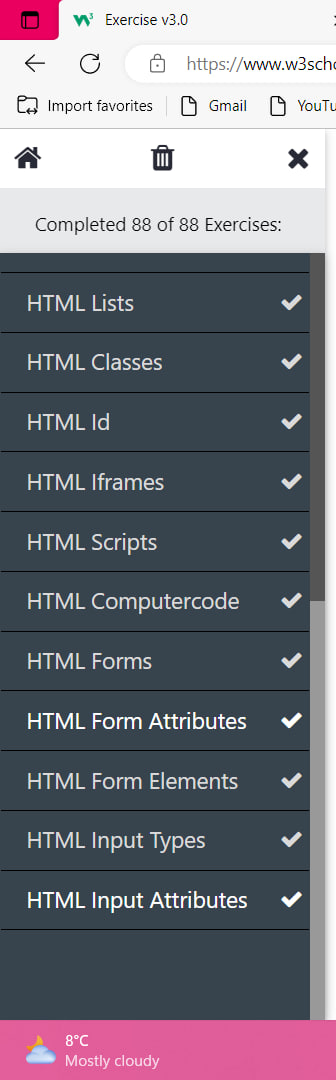 Exercise v3.0
https://www.w3scho
Import favorites
Gmail
YouTu
Completed 88 of 88 Exercises:
HTML Lists
HTML Classes
HTML Id
HTML Iframes
HTML Scripts
HTML Computercode
HTML Forms
HTML Form Attributes
HTML Form Elements
HTML Input Types
HTML Input Attributes
8°C
Mostly cloudy